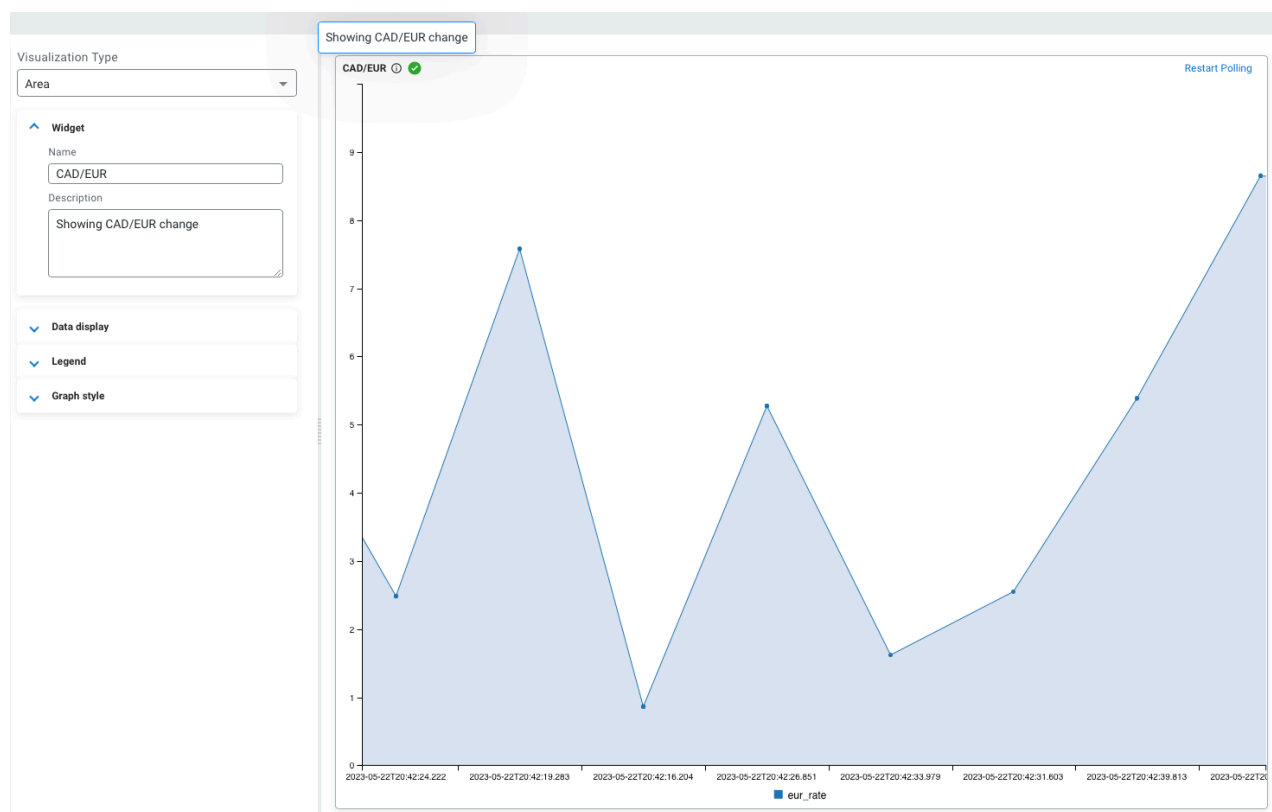 Showing CAD/EUR change
Visualization Type
Area
Widget
Name
CAD/EUR
Description
Showing CAD/EUR change
Data display
Legend
Graph style
CAD/EUR
Restart Polling
9
8
7
6
5
4
3
2
1
0
2023-05-22T20:42:24.222 2023-05-22T20:42:19.283 2023-05-22T20:42:16.204 2023-05-22T20:42:26.851 2023-05-22T20:42:33.979 2023-05-22T20:42:31.603 2023-05-22T20:42:39.813 2023-05-22T20
eur_rate